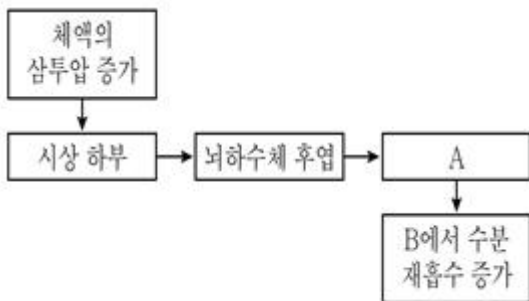 체액의
삼투압 증가
시상 하부
뇌하수체 후엽
A
B에서 수분
재흡수 증가